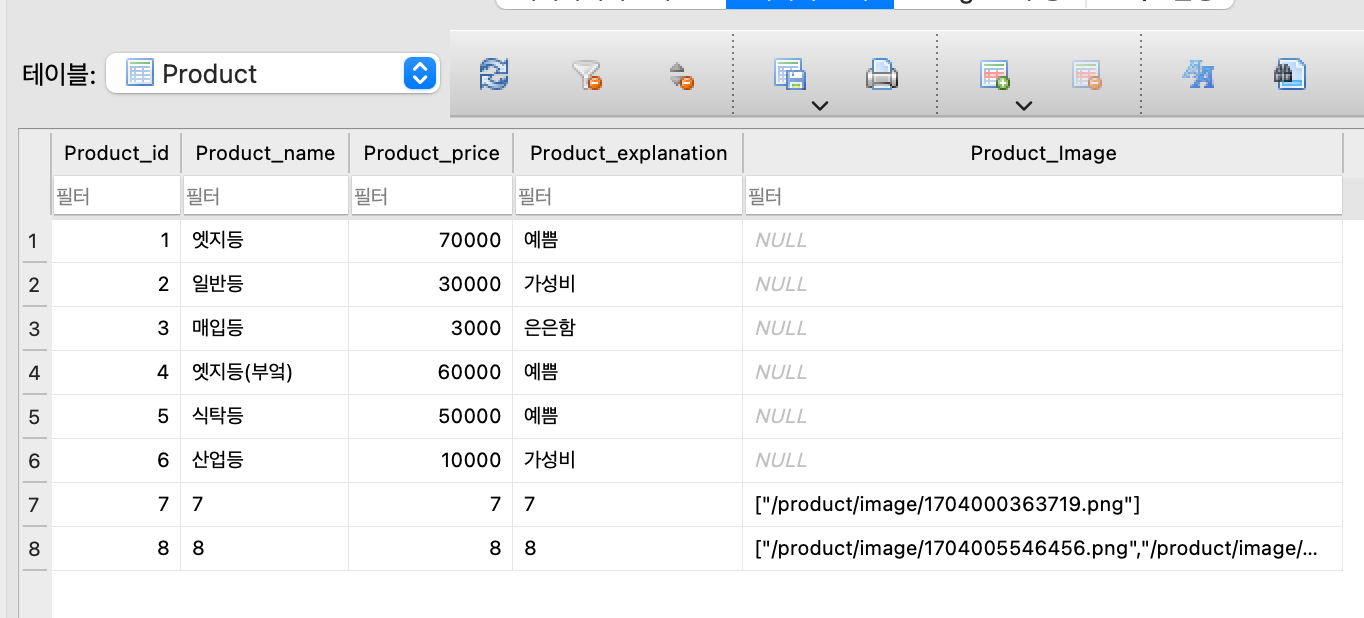 테이블: Product
Product_id Product_name Product_price Product_explanation Product_Image
필터 필터 필터 필터 필터
1 1 엣지등 70000 예쁨 NULL
2 2 일반등 30000 가성비 NULL
3 3 매입등 3000 은은함 NULL
4 4 엣지등(부엌) 60000 예쁨 NULL
5 5 식탁등 50000 예쁨 NULL
6 6 산업등 10000 가성비 NULL
7 7 7 7 7 ["/product/image/1704000363719.png"]
8 8 8 8 8 ["/product/image/1704005546456.png","/product/image/...